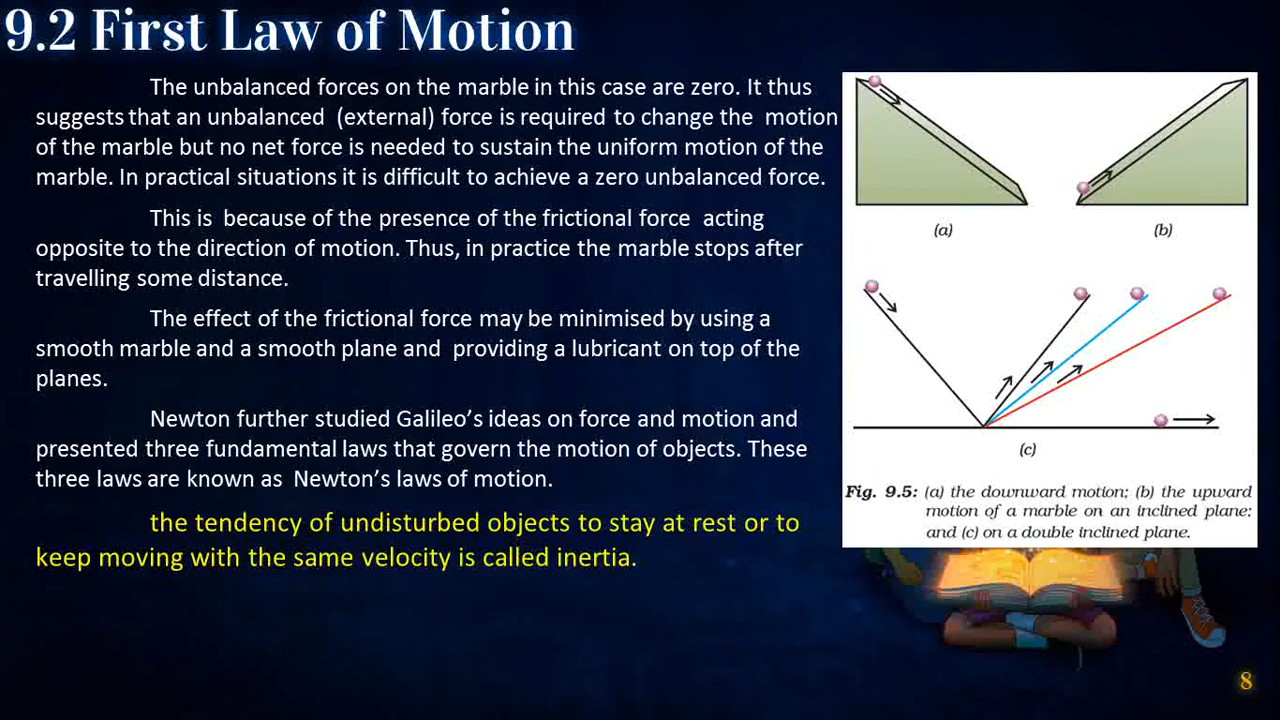 9.2 First Law of Motion
The unbalanced forces on the marble in this case are zero. It thus
suggests that an unbalanced (external) force is required to change the motion
of the marble but no net force is needed to sustain the uniform motion of the
marble. In practical situations it is difficult to achieve a zero unbalanced force.
This is because of the presence of the frictional force acting
opposite to the direction of motion. Thus, in practice the marble stops after
travelling some distance.
The effect of the frictional force may be minimised by using a
smooth marble and a smooth plane and providing a lubricant on top of the
planes.
Newton further studied Galileo’s ideas on force and motion and
presented three fundamental laws that govern the motion of objects. These
three laws are known as Newton’s laws of motion.
the tendency of undisturbed objects to stay at rest or to
keep moving with the same velocity is called inertia.
(a)
(b)
(c)
Fig. 9.5: (a) the downward motion; (b) the upward
motion of a marble on an inclined plane;
and (c) on a double inclined plane.
8